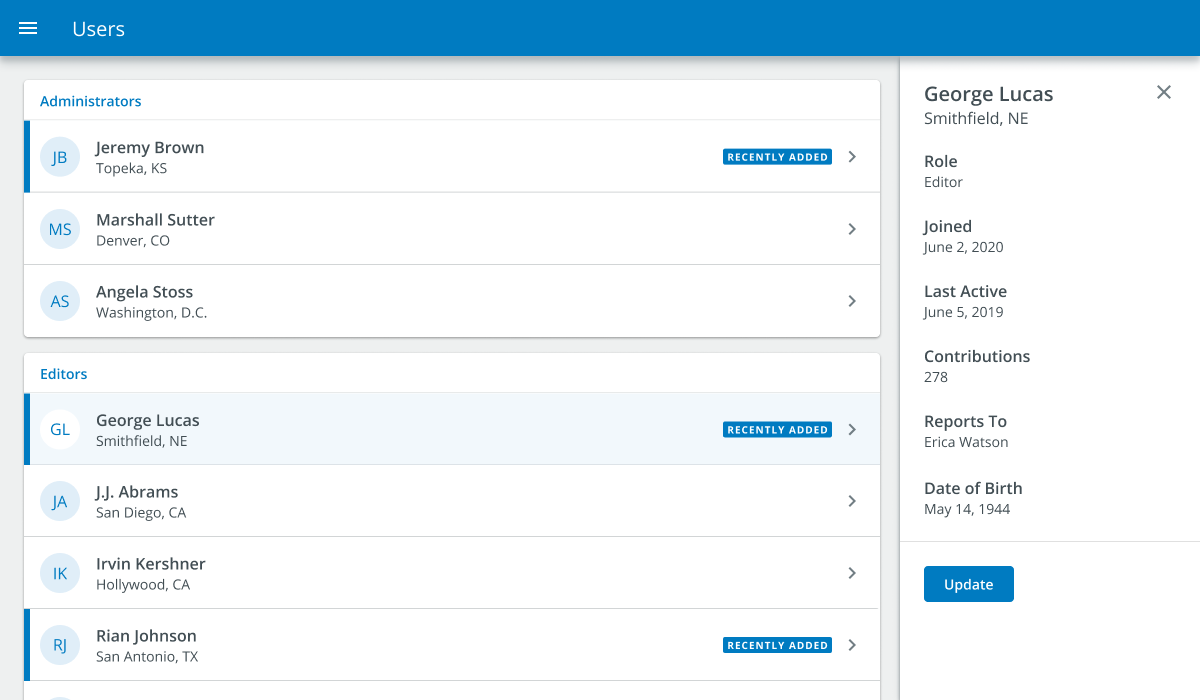 Users
Administrators
JB
Jeremy Brown
Topeka, KS
RECENTLY ADDED
MS
Marshall Sutter
Denver, CO
AS
Angela Stoss
Washington, D.C.
Editors
GL
George Lucas
Smithfield, NE
RECENTLY ADDED
JA
J.J. Abrams
San Diego, CA
IK
Irvin Kershner
Hollywood, CA
RJ
Rian Johnson
San Antonio, TX
RECENTLY ADDED
George Lucas
Smithfield, NE
Role
Editor
Joined
June 2, 2020
Last Active
June 5, 2019
Contributions
278
Reports To
Erica Watson
Date of Birth
May 14, 1944
Update